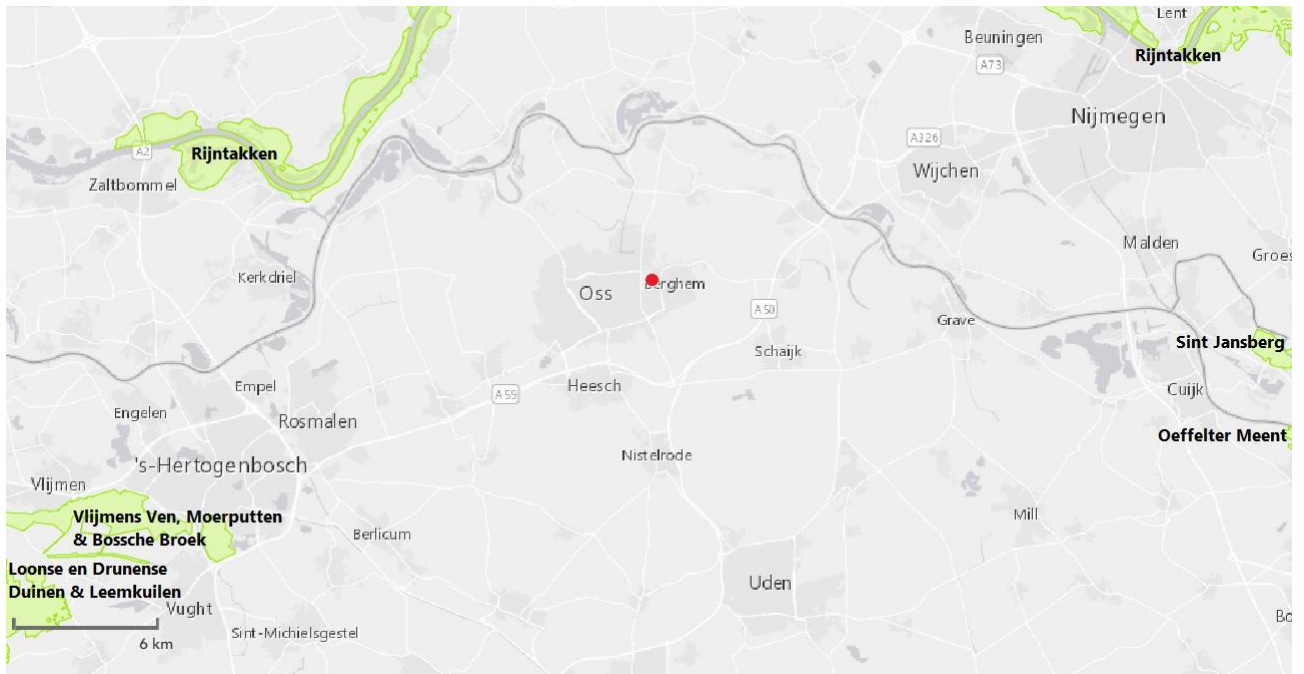 Lent
Beuningen
Rijntakken
A73
Nijmegen
A326
A2
Rijntakken
Wijchen
Zaltbommel
Malden
Kerkdriel
Oss
Berghem
A50
Grave
Schaijk
Sint Jansberg
Empel
Heesch
A59
Cuijk
Engelen
Rosmalen
Oeffelter Meent
's-Hertogenbosch
Nistelrode
Vlijmen
Vlijmens Ven, Moerputten
& Bossche Broek
Mill
Berlicum
Loonse en Drunense
Duinen & Leemkuilen
Uden
Vught
Sint-Michielsgestel
6 km